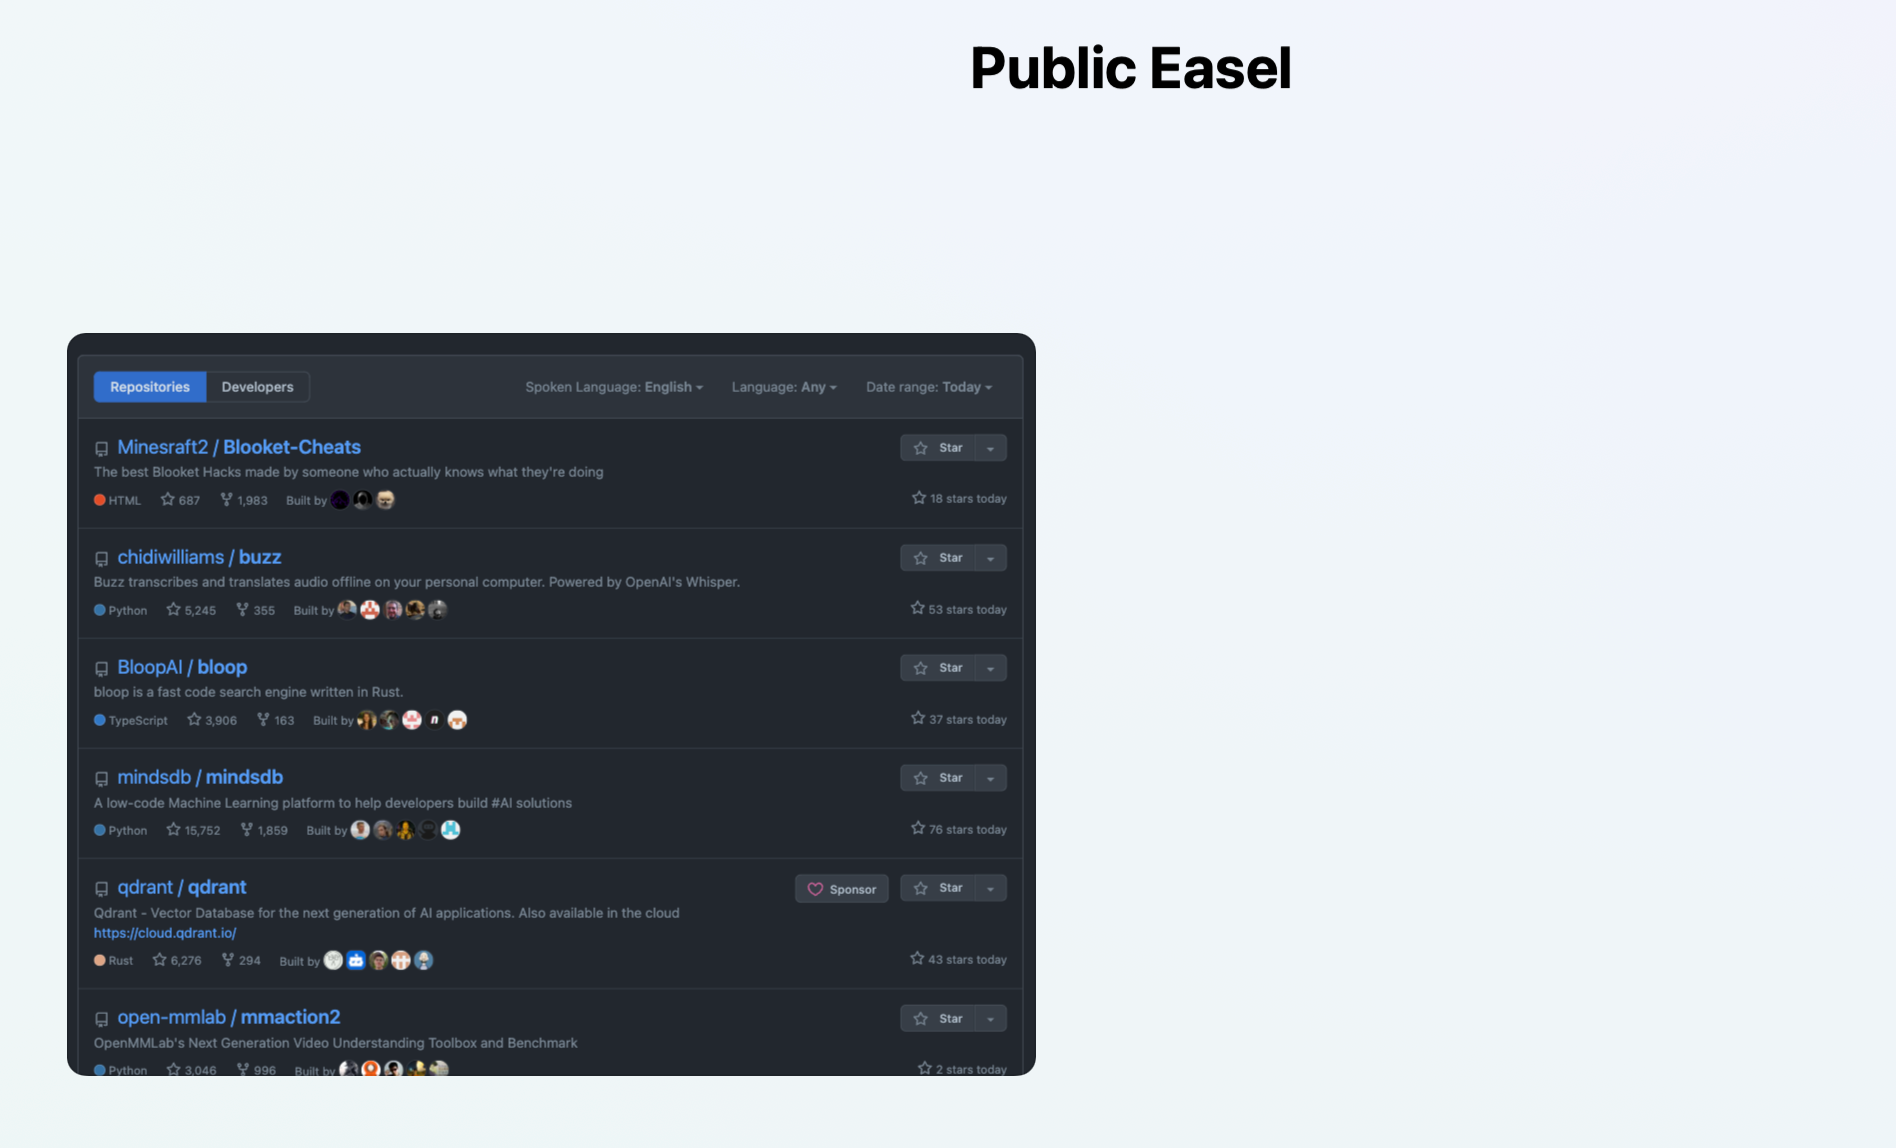 Public Easel
Repositories Developers Spoken Language: English Language: Any Date range: Today
Minesraft2 / Blooket-Cheats Star
The best Blooket Hacks made by someone who actually knows what they're doing
HTML 687 1,983 Built by 18 stars today
chidiwilliams / buzz Star
Buzz transcribes and translates audio offline on your personal computer. Powered by OpenAI's Whisper.
Python 5,245 355 Built by 53 stars today
BloopAI / bloop Star
bloop is a fast code search engine written in Rust.
TypeScript 3,906 163 Built by n 37 stars today
mindsdb / mindsdb Star
A low-code Machine Learning platform to help developers build #AI solutions
Python 15,752 1,859 Built by 76 stars today
qdrant / qdrant Sponsor Star
Qdrant - Vector Database for the next generation of AI applications. Also available in the cloud
https://cloud.qdrant.io/
Rust 6,276 294 Built by 43 stars today
open-mmlab / mmaction2 Star
OpenMMLab's Next Generation Video Understanding Toolbox and Benchmark
Python 3,046 996 Built by 2 stars today